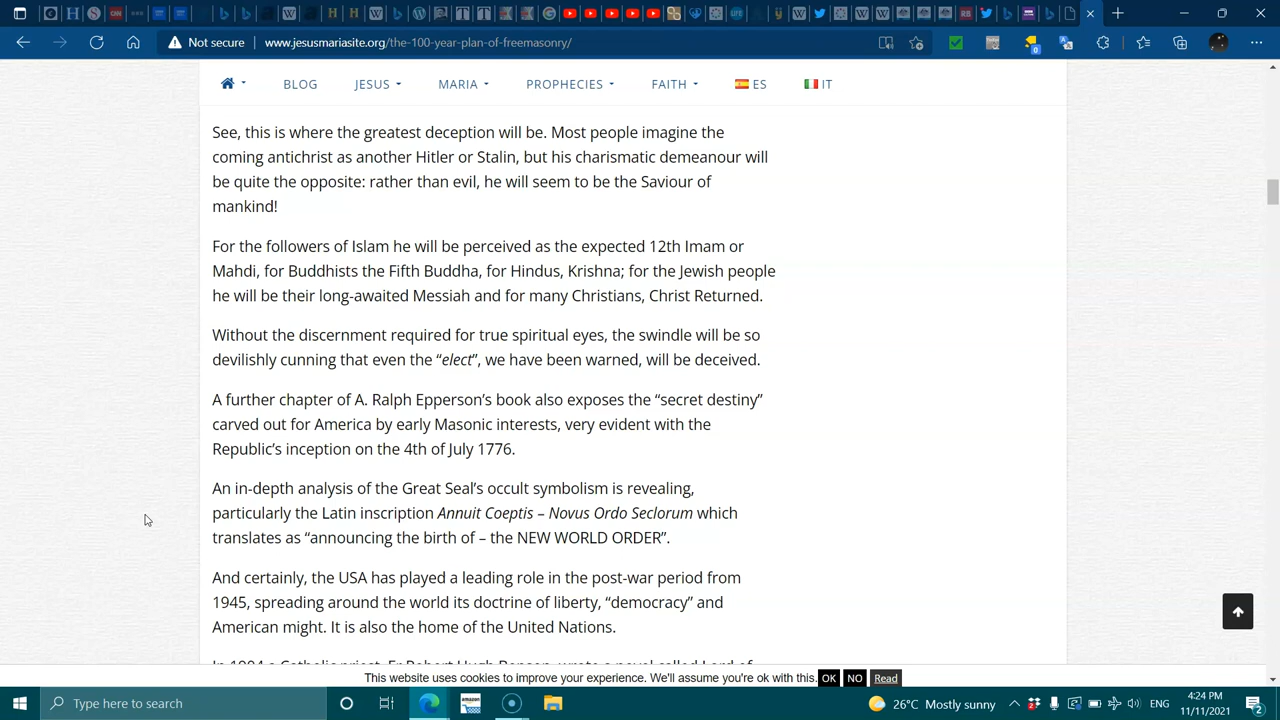 Not secure
www.jesusmariasite.org/the-100-year-plan-of-freemasonry/
BLOG
JESUS
MARIA
PROPHECIES
FAITH
ES
IT
See, this is where the greatest deception will be. Most people imagine the
coming antichrist as another Hitler or Stalin, but his charismatic demeanour will
be quite the opposite: rather than evil, he will seem to be the Saviour of
mankind!
For the followers of Islam he will be perceived as the expected 12th Imam or
Mahdi, for Buddhists the Fifth Buddha, for Hindus, Krishna; for the Jewish people
he will be their long-awaited Messiah and for many Christians, Christ Returned.
Without the discernment required for true spiritual eyes, the swindle will be so
devilishly cunning that even the “elect”, we have been warned, will be deceived.
A further chapter of A. Ralph Epperson’s book also exposes the “secret destiny”
carved out for America by early Masonic interests, very evident with the
Republic’s inception on the 4th of July 1776.
An in-depth analysis of the Great Seal’s occult symbolism is revealing,
particularly the Latin inscription Annuit Coeptis – Novus Ordo Seclorum which
translates as “announcing the birth of – the NEW WORLD ORDER”.
And certainly, the USA has played a leading role in the post-war period from
1945, spreading around the world its doctrine of liberty, “democracy” and
American might. It is also the home of the United Nations.
This website uses cookies to improve your experience. We'll assume you're ok with this. OK NO Read
Type here to search
26°C Mostly sunny
ENG
4:24 PM
11/11/2021